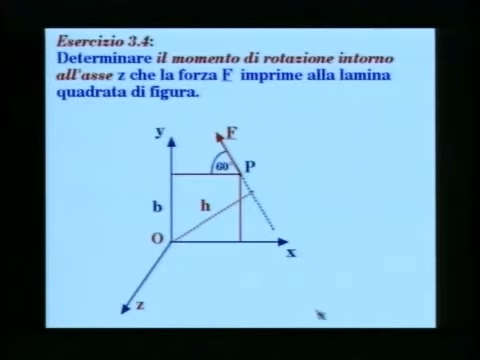 Esercizio 3.4:
Determinare il momento di rotazione intorno
all'asse z che la forza F imprime alla lamina
quadrata di figura.
y
F
60°
P
b
h
O
x
z